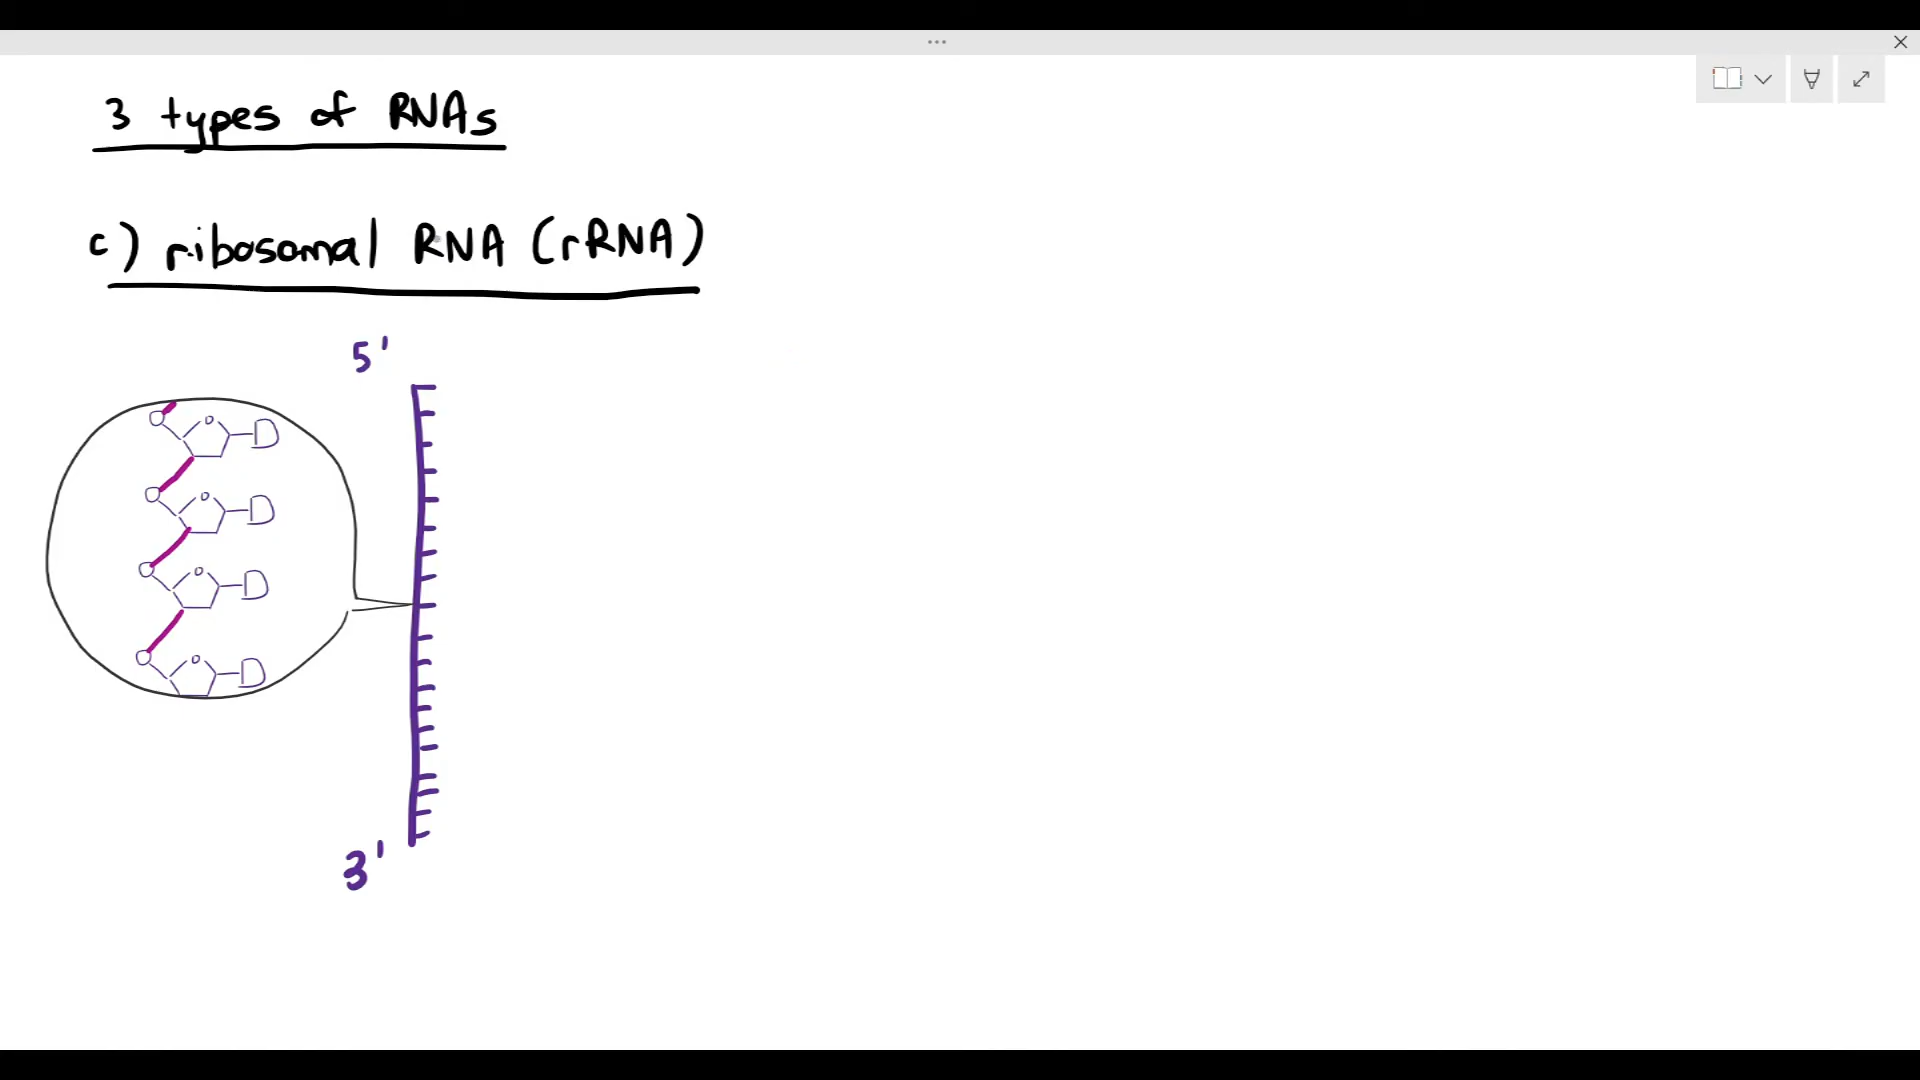 3 types of RNAs
c) ribosomal RNA (rRNA)
5'
3'